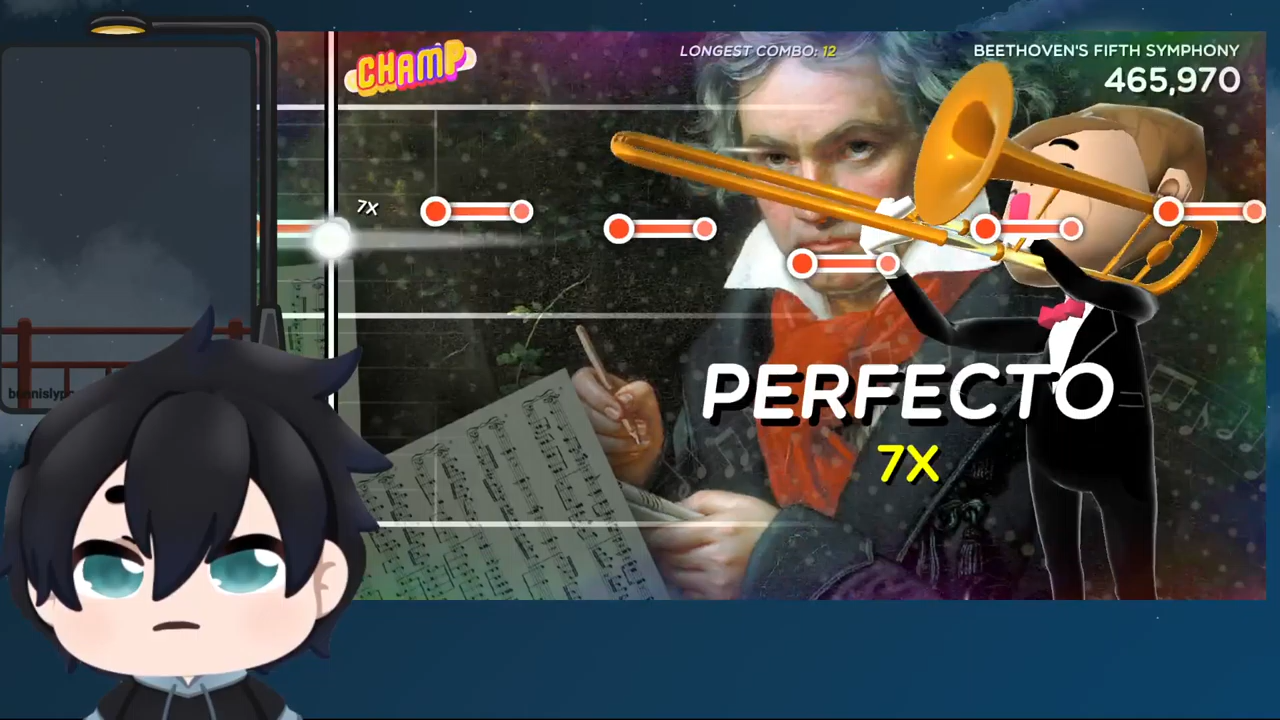 CHAMP
LONGEST COMBO: 12
BEETHOVEN'S FIFTH SYMPHONY
465,970
7X
PERFECTO
7X